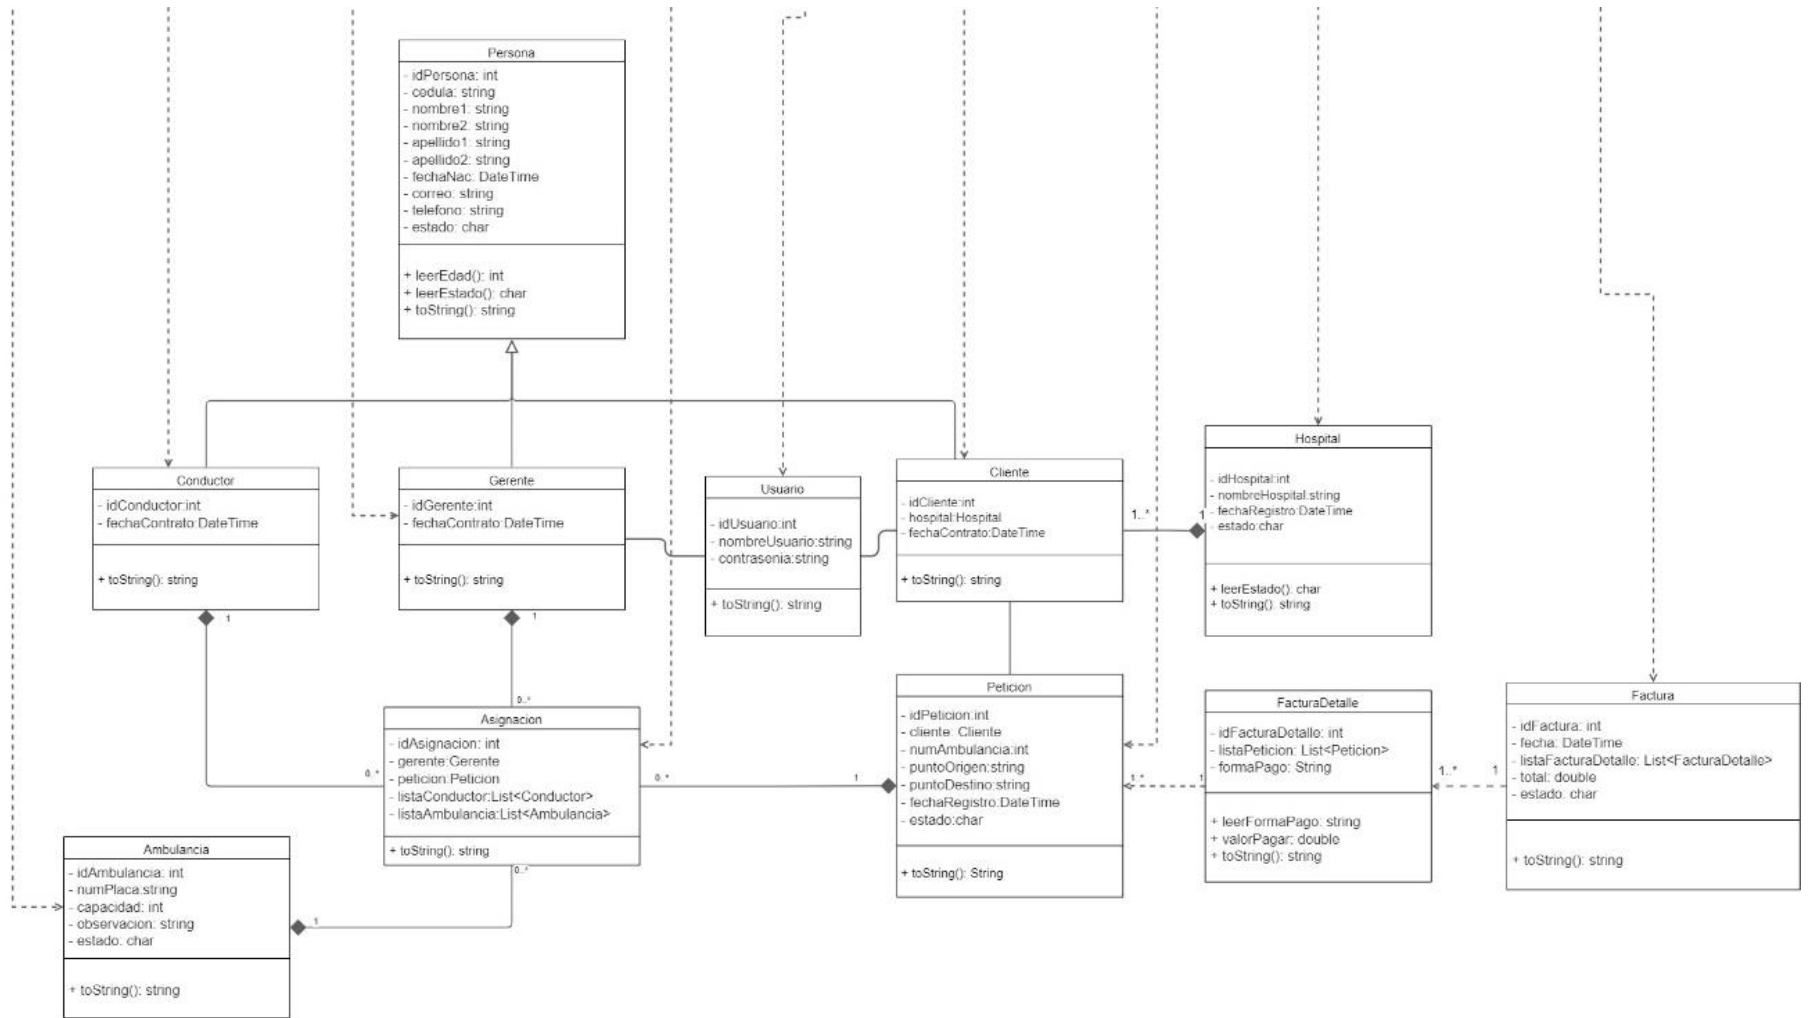 Persona
- idPersona: int
- cedula: string
- nombre1: string
- nombre2: string
- apellido1: string
- apellido2: string
- fechaNac: DateTime
- correo: string
- telefono: string
- estado: char
+ leerEdad(): int
+ leerEstado(): char
+ toString(): string
Conductor
- idConductor:int
- fechaContrato:DateTime
+ toString(): string
1
Gerente
- idGerente:int
- fechaContrato:DateTime
+ toString(): string
1
Usuario
- idUsuario:int
- nombreUsuario:string
- contrasenia:string
+ toString(): string
Cliente
- idCliente:int
- hospital:Hospital
- fechaContrato:DateTime
+ toString(): string
1..*
1
Hospital
- idHospital:int
- nombreHospital:string
- fechaRegistro:DateTime
- estado:char
+ leerEstado(): char
+ toString(): string
0..*
Asignacion
- idAsignacion: int
- gerente:Gerente
- peticion:Peticion
- listaConductor:List<Conductor>
- listaAmbulancia:List<Ambulancia>
+ toString(): string
0..*
0..*
0..*
1
Peticion
- idPeticion:int
- cliente: Cliente
- numAmbulancia:int
- puntoOrigen:string
- puntoDestino:string
- fechaRegistro:DateTime
- estado:char
+ toString(): String
1..*
1
FacturaDetalle
- idFacturaDetalle: int
- listaPeticion: List<Peticion>
- formaPago: String
+ leerFormaPago: string
+ valorPagar: double
+ toString(): string
1..*
1
Factura
- idFactura: int
- fecha: DateTime
- listaFacturaDetalle: List<FacturaDetalle>
- total: double
- estado: char
+ toString(): string
Ambulancia
- idAmbulancia: int
- numPlaca:string
- capacidad: int
- observacion: string
- estado: char
+ toString(): string
1